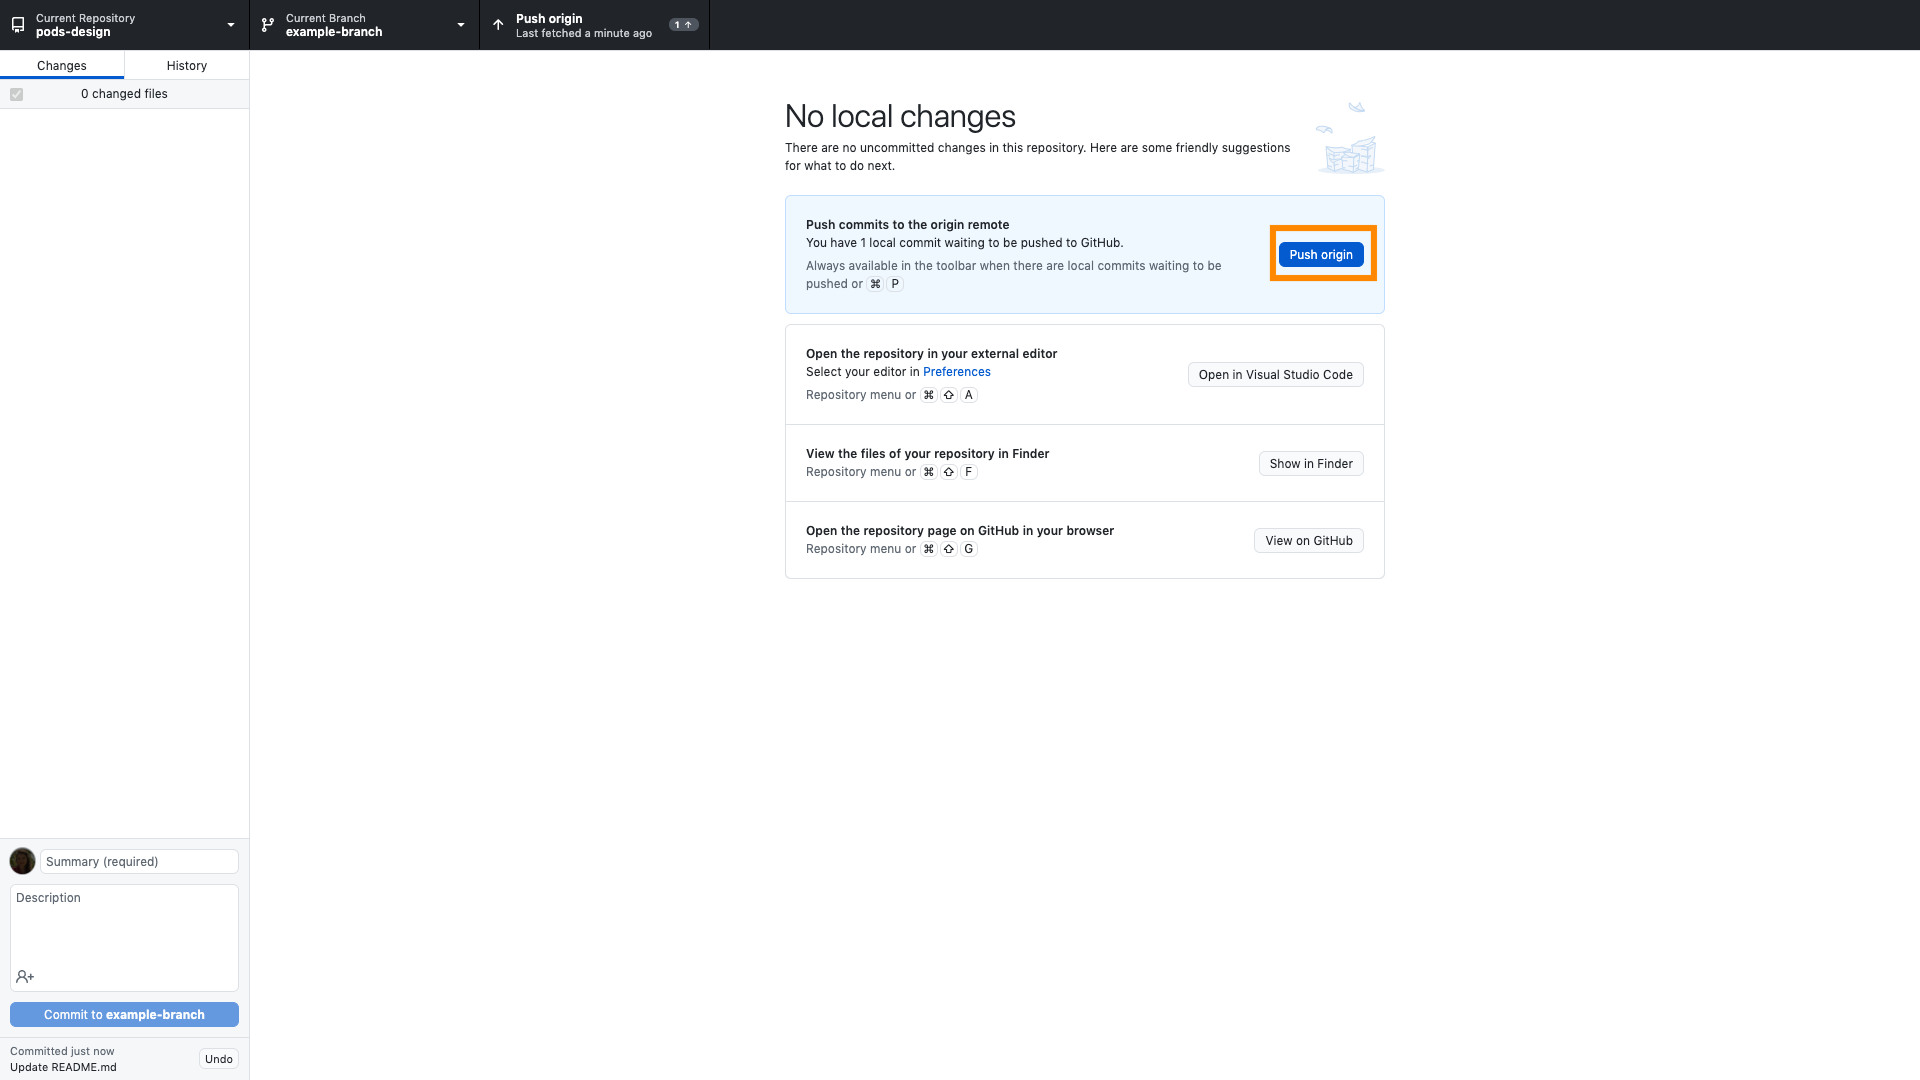 Current Repository
pods-design
Current Branch
example-branch
Push origin
Last fetched a minute ago
1 ↑
Changes
History
0 changed files
No local changes
There are no uncommitted changes in this repository. Here are some friendly suggestions
for what to do next.
Push commits to the origin remote
You have 1 local commit waiting to be pushed to GitHub.
Always available in the toolbar when there are local commits waiting to be
pushed or ⌘ P
Push origin
Open the repository in your external editor
Select your editor in Preferences
Repository menu or ⌘ ⇧ A
Open in Visual Studio Code
View the files of your repository in Finder
Repository menu or ⌘ ⇧ F
Show in Finder
Open the repository page on GitHub in your browser
Repository menu or ⌘ ⇧ G
View on GitHub
Summary (required)
Description
Commit to example-branch
Committed just now
Update README.md
Undo